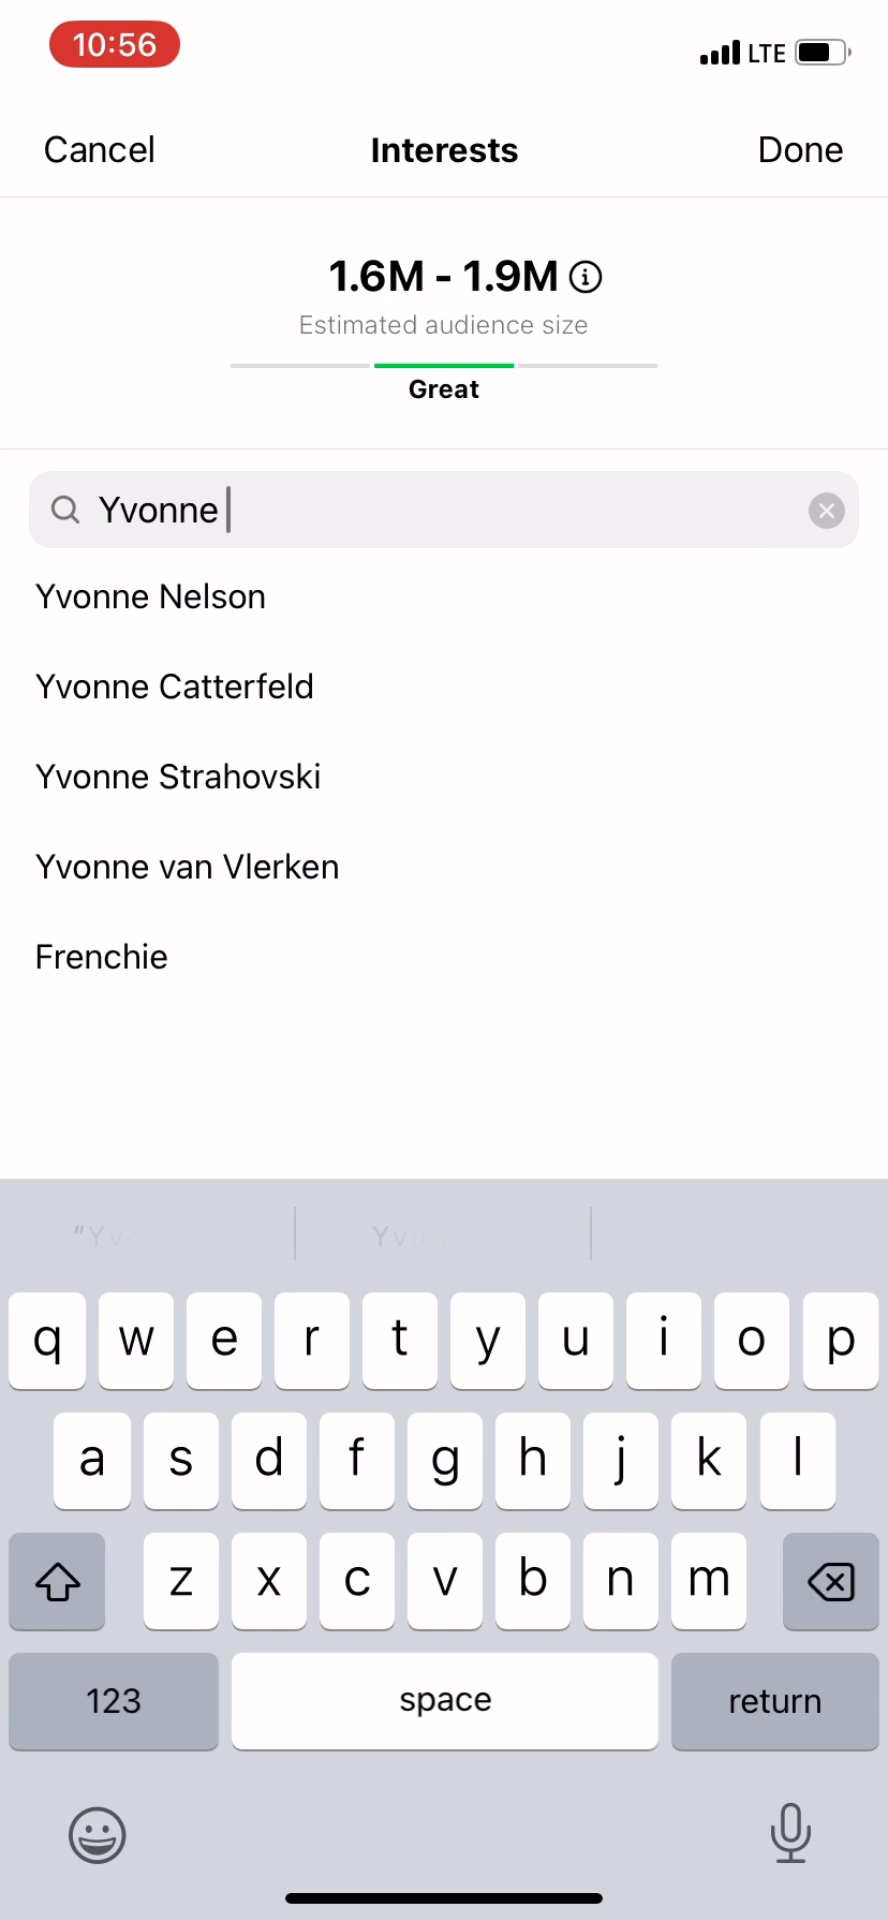 10:56
LTE
Cancel
Interests
Done
1.6M - 1.9M
Estimated audience size
Great
Yvonne
Yvonne Nelson
Yvonne Catterfeld
Yvonne Strahovski
Yvonne van Vlerken
Frenchie
q w e r t y u i o p
a s d f g h j k l
z x c v b n m
123
space
return